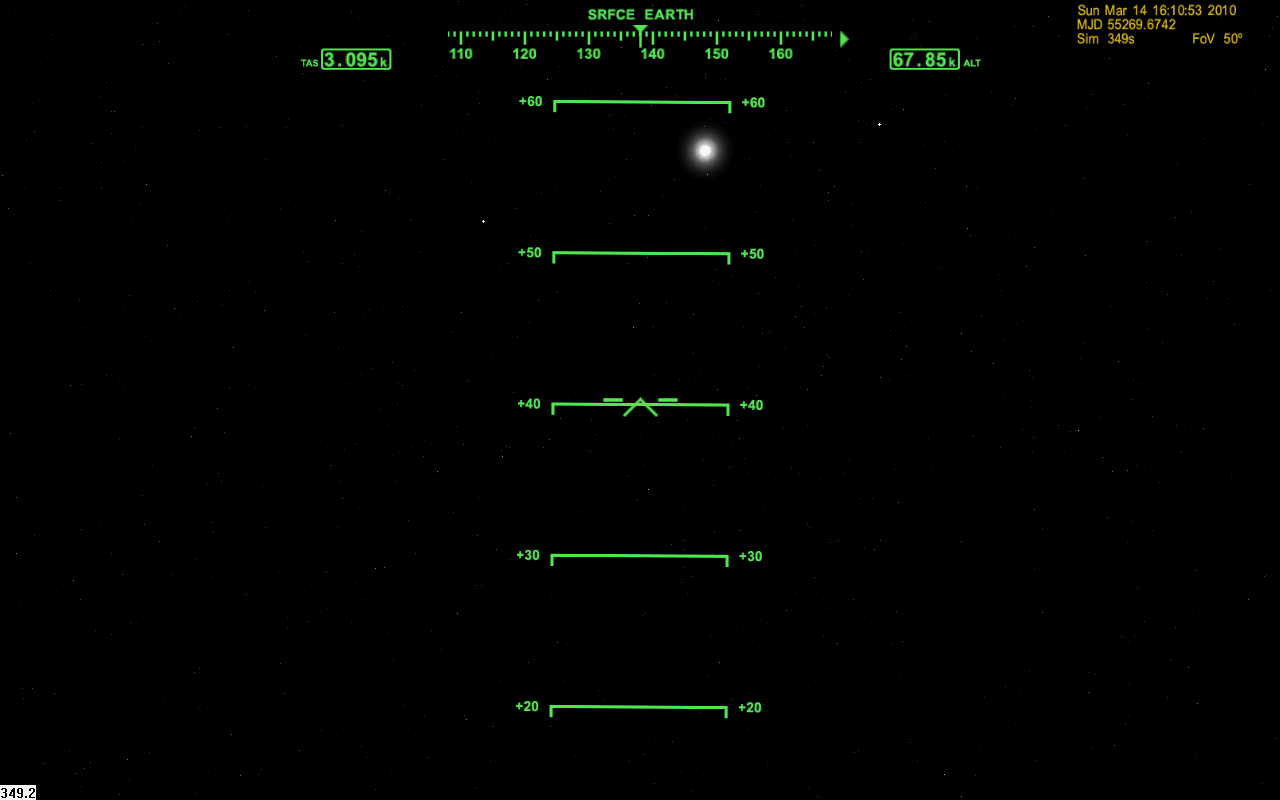 SRFCE EARTH
Sun Mar 14 16:10:53 2010
MJD 55269.6742
Sim 349s FoV 50°
110 120 130 140 150 160
TAS 3.095k
67.85k ALT
+60 +60
+50 +50
+40 +40
+30 +30
+20 +20
349.2